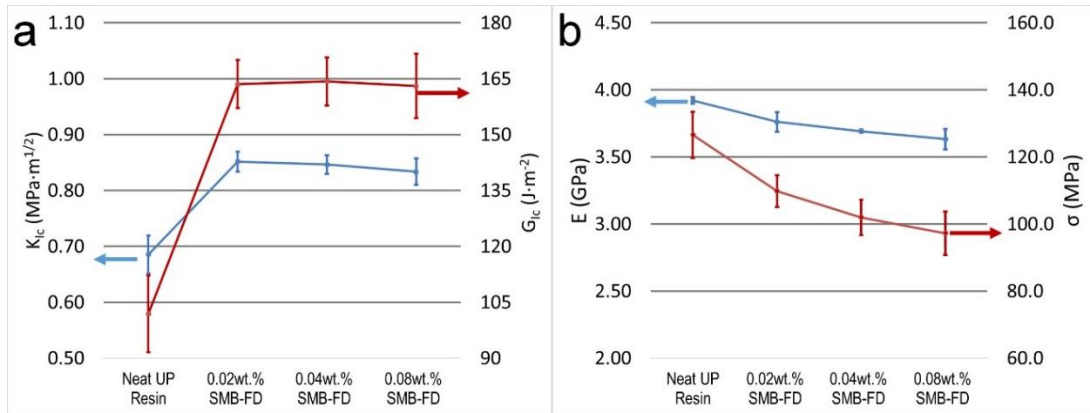 a
K_Ic (MPa·m^1/2)
1.10
1.00
0.90
0.80
0.70
0.60
0.50
180
165
150
135
120
105
90
G_Ic (J·m^-2)
Neat UP 0.02wt.% 0.04wt.% 0.08wt.%
Resin SMB-FD SMB-FD SMB-FD
b
E (GPa)
4.50
4.00
3.50
3.00
2.50
2.00
160.0
140.0
120.0
100.0
80.0
60.0
σ (MPa)
Neat UP 0.02wt.% 0.04wt.% 0.08wt.%
Resin SMB-FD SMB-FD SMB-FD